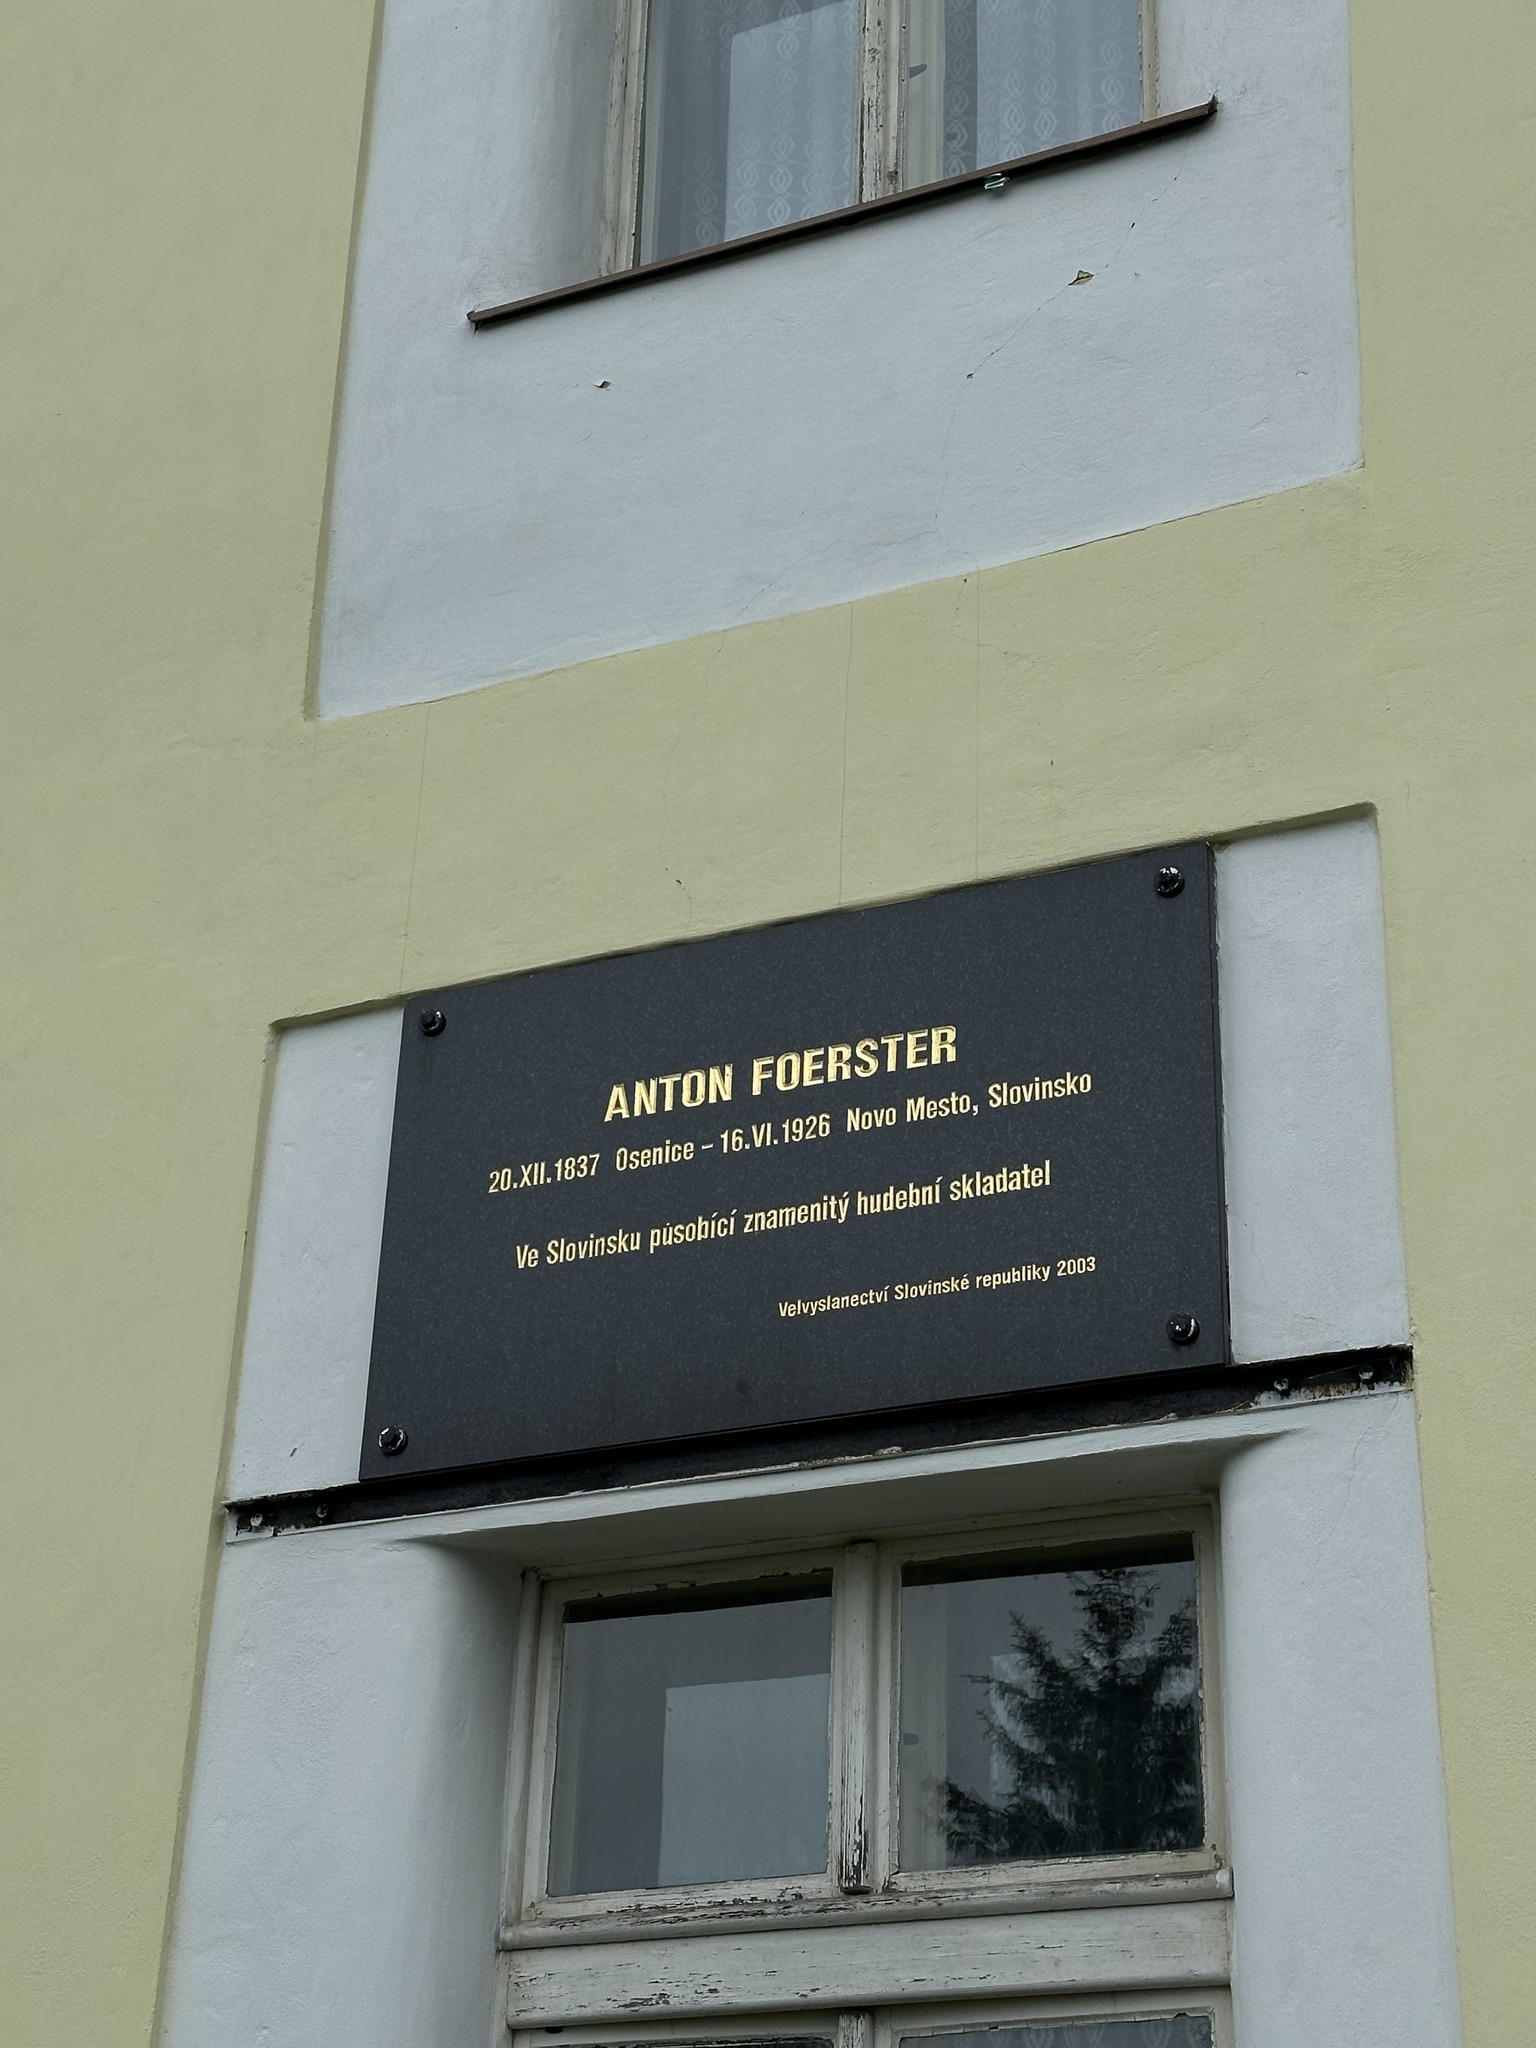 ANTON FOERSTER
20.XII.1837 Osenice – 16.VI.1926 Novo Mesto, Slovinsko
Ve Slovinsku působící znamenitý hudební skladatel
Velvyslanectví Slovinské republiky 2003